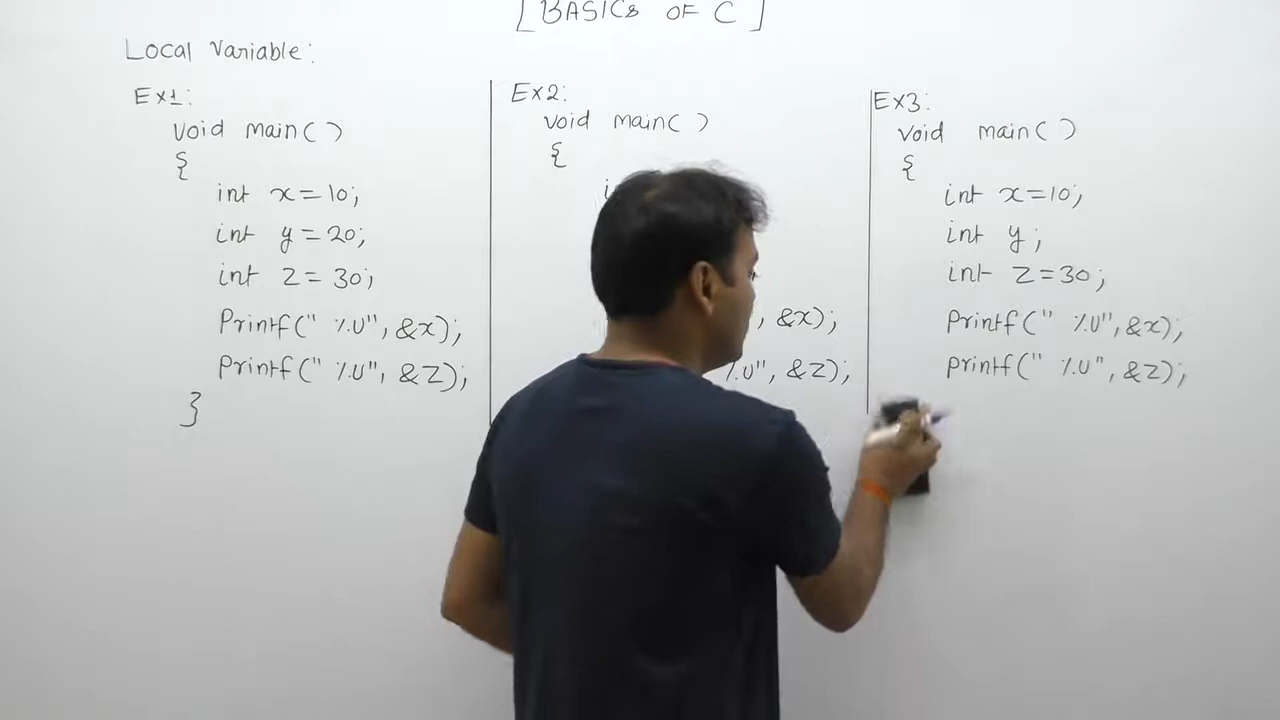 [ BASICS OF C ]
Local Variable:
Ex1:
void main( )
{
int x=10;
int y=20;
int z=30;
Printf(" %u", &x);
Printf(" %u", &z);
}
Ex2:
void main( )
{
, &x);
%u", &z);
Ex3:
void main( )
{
int x=10;
int y;
int z=30;
Printf(" %u", &x);
Printf(" %u", &z);